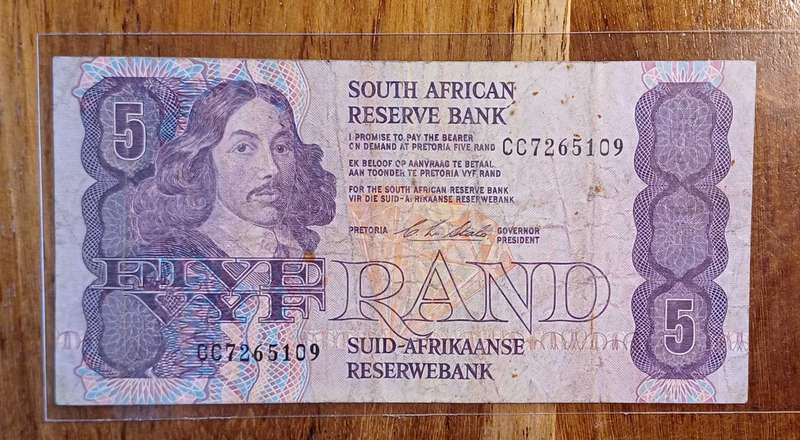 5
SOUTH AFRICAN
RESERVE BANK
I PROMISE TO PAY THE BEARER
ON DEMAND AT PRETORIA FIVE RAND
CC7265109
EK BELOOF OP AANVRAAG TE BETAAL
AAN TOONDER TE PRETORIA VYF RAND
FOR THE SOUTH AFRICAN RESERVE BANK
VIR DIE SUID-AFRIKAANSE RESERWEBANK
PRETORIA
GOVERNOR
PRESIDENT
FIVE
VYF
RAND
5
CC7265109
SUID-AFRIKAANSE
RESERWEBANK